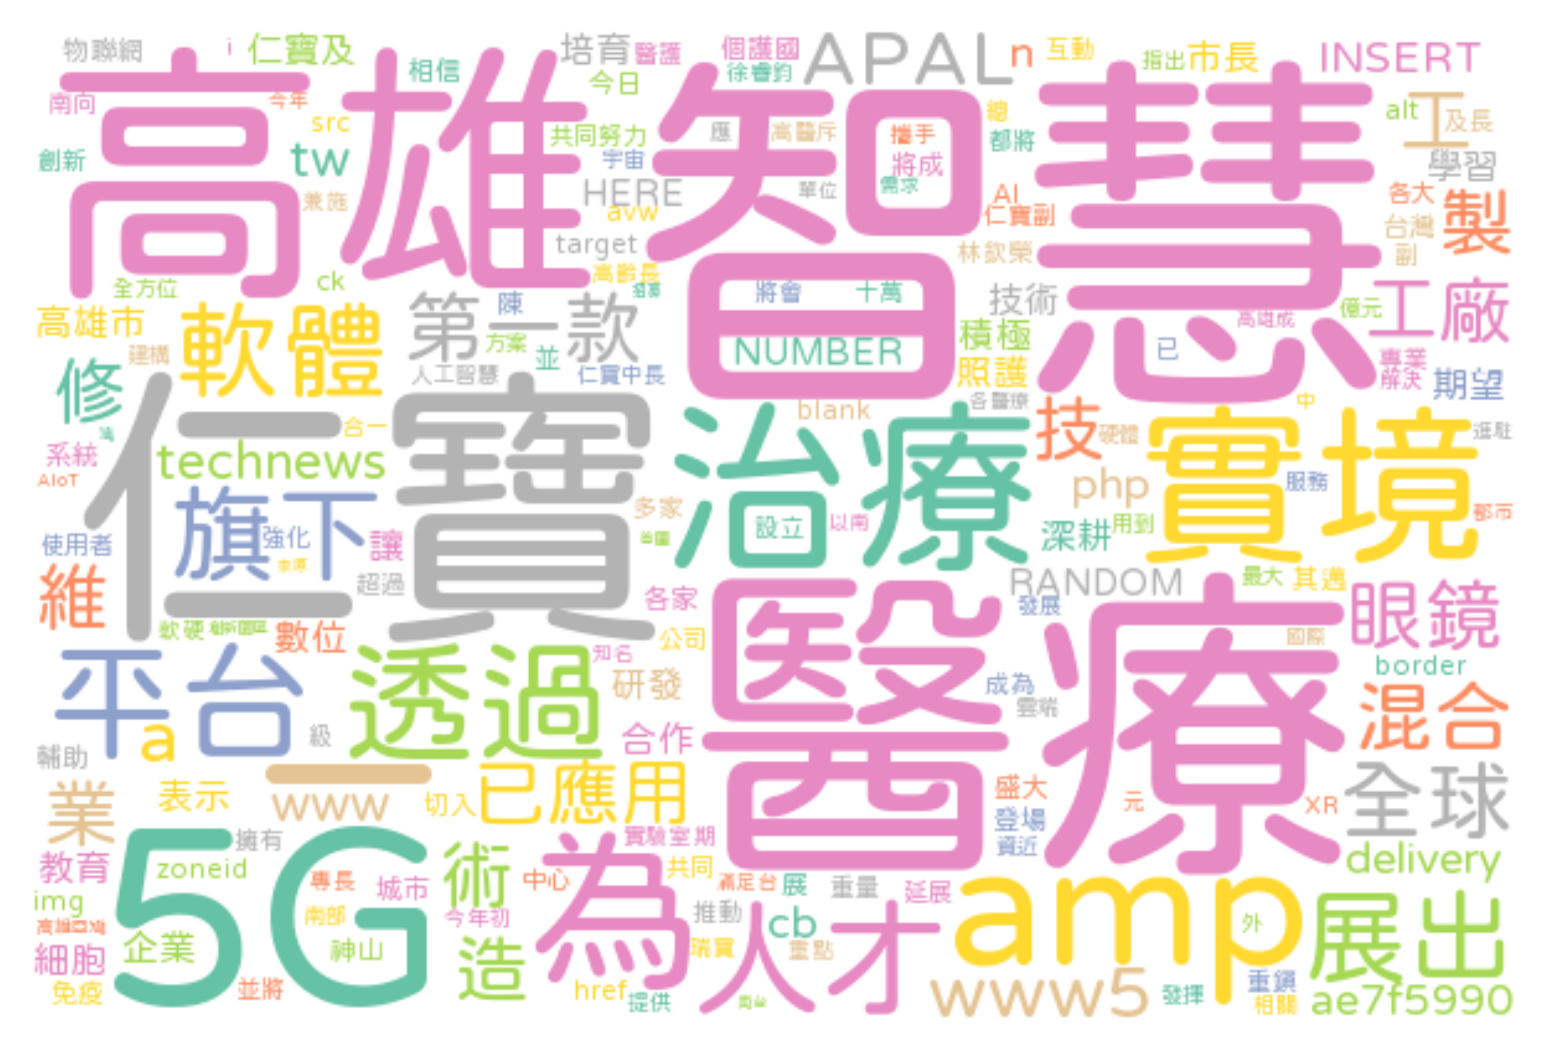 物聯網
i
仁寶及
相信
培育
醫護
個護國
徐睿鈞
APAL
n
互動
指出
市長
INSERT
南向
今年
今日
src
共同努力
應
高醫斥
攜手
總
都將
alt
工
及長
高雄
智慧
創新
tw
宇宙
將成
學習
兼施
HERE
avw
單位
需求
AI
仁寶副
各大
製
target
林欽榮
台灣
副
全方位
ck
高齡長
將會
十萬
技術
高雄成
億元
工廠
高雄市
軟體
第一款
陳
方案
並
NUMBER
積極
已
建構
人工智慧
仁寶中長
照護
專業
解決
期望
修
仁寶
合一
blank
各醫療
中
技
硬體
進駐
系統
technews
治療
實境
AIoT
php
服務
旗下
強化
多家
設立
以南
深耕
用到
都市
使用者
讓
超過
RANDOM
最大
其邁
維
各家
發展
眼鏡
軟硬
數位
公司
醫療
國際
平台
透過
知名
研發
成為
border
a
級
合作
雲端
混合
輔助
一
已應用
盛大
全球
業
表示
www
切入
登場
元
XR
5G
擁有
實驗室期
資近
delivery
教育
zoneid
專長
城市
術
中心
為
共同
滿足台
展
重量
延展
amp
展出
img
南部
今年初
推動
人才
cb
外
企業
神山
瑞寶
重點
細胞
造
免疫
並將
href
提供
www5
發揮
重鎮
相關
ae7f5990